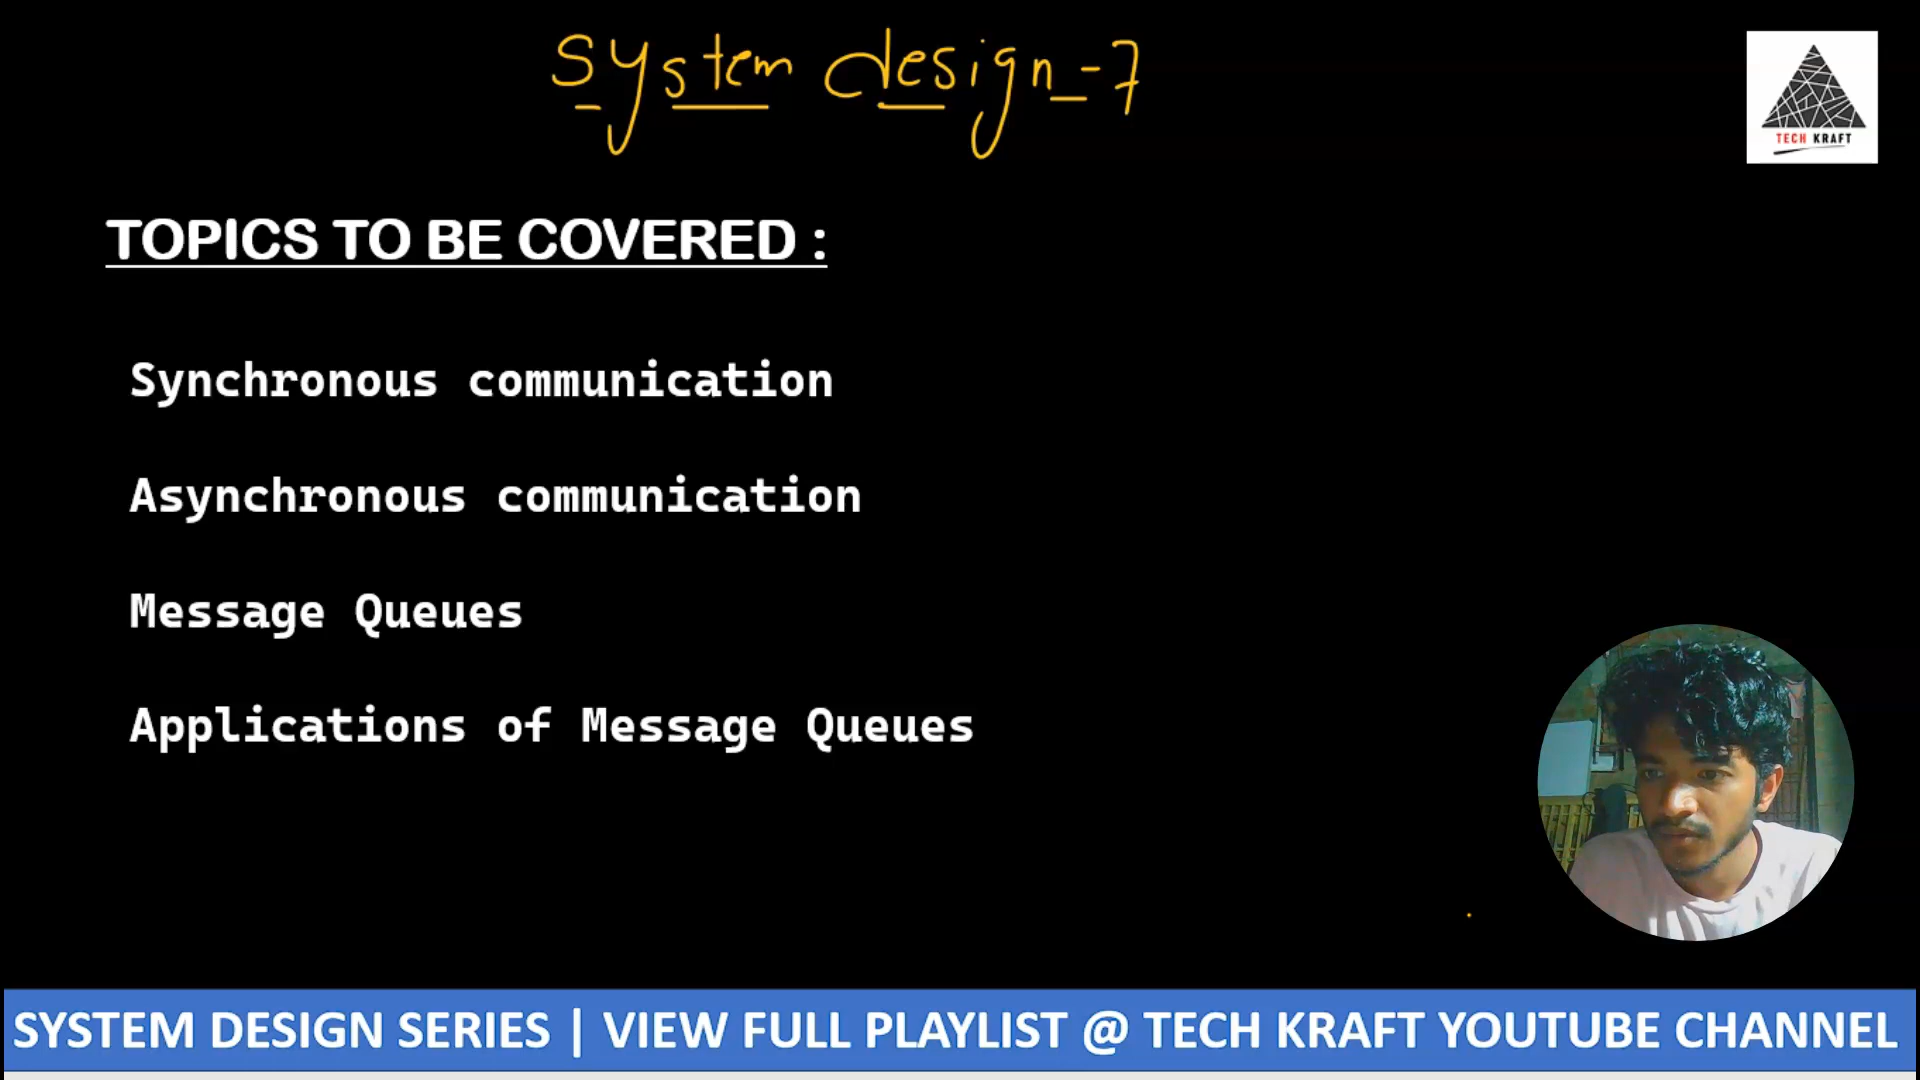 System design - 7
TECH KRAFT
TOPICS TO BE COVERED :
Synchronous communication
Asynchronous communication
Message Queues
Applications of Message Queues
SYSTEM DESIGN SERIES | VIEW FULL PLAYLIST @ TECH KRAFT YOUTUBE CHANNEL